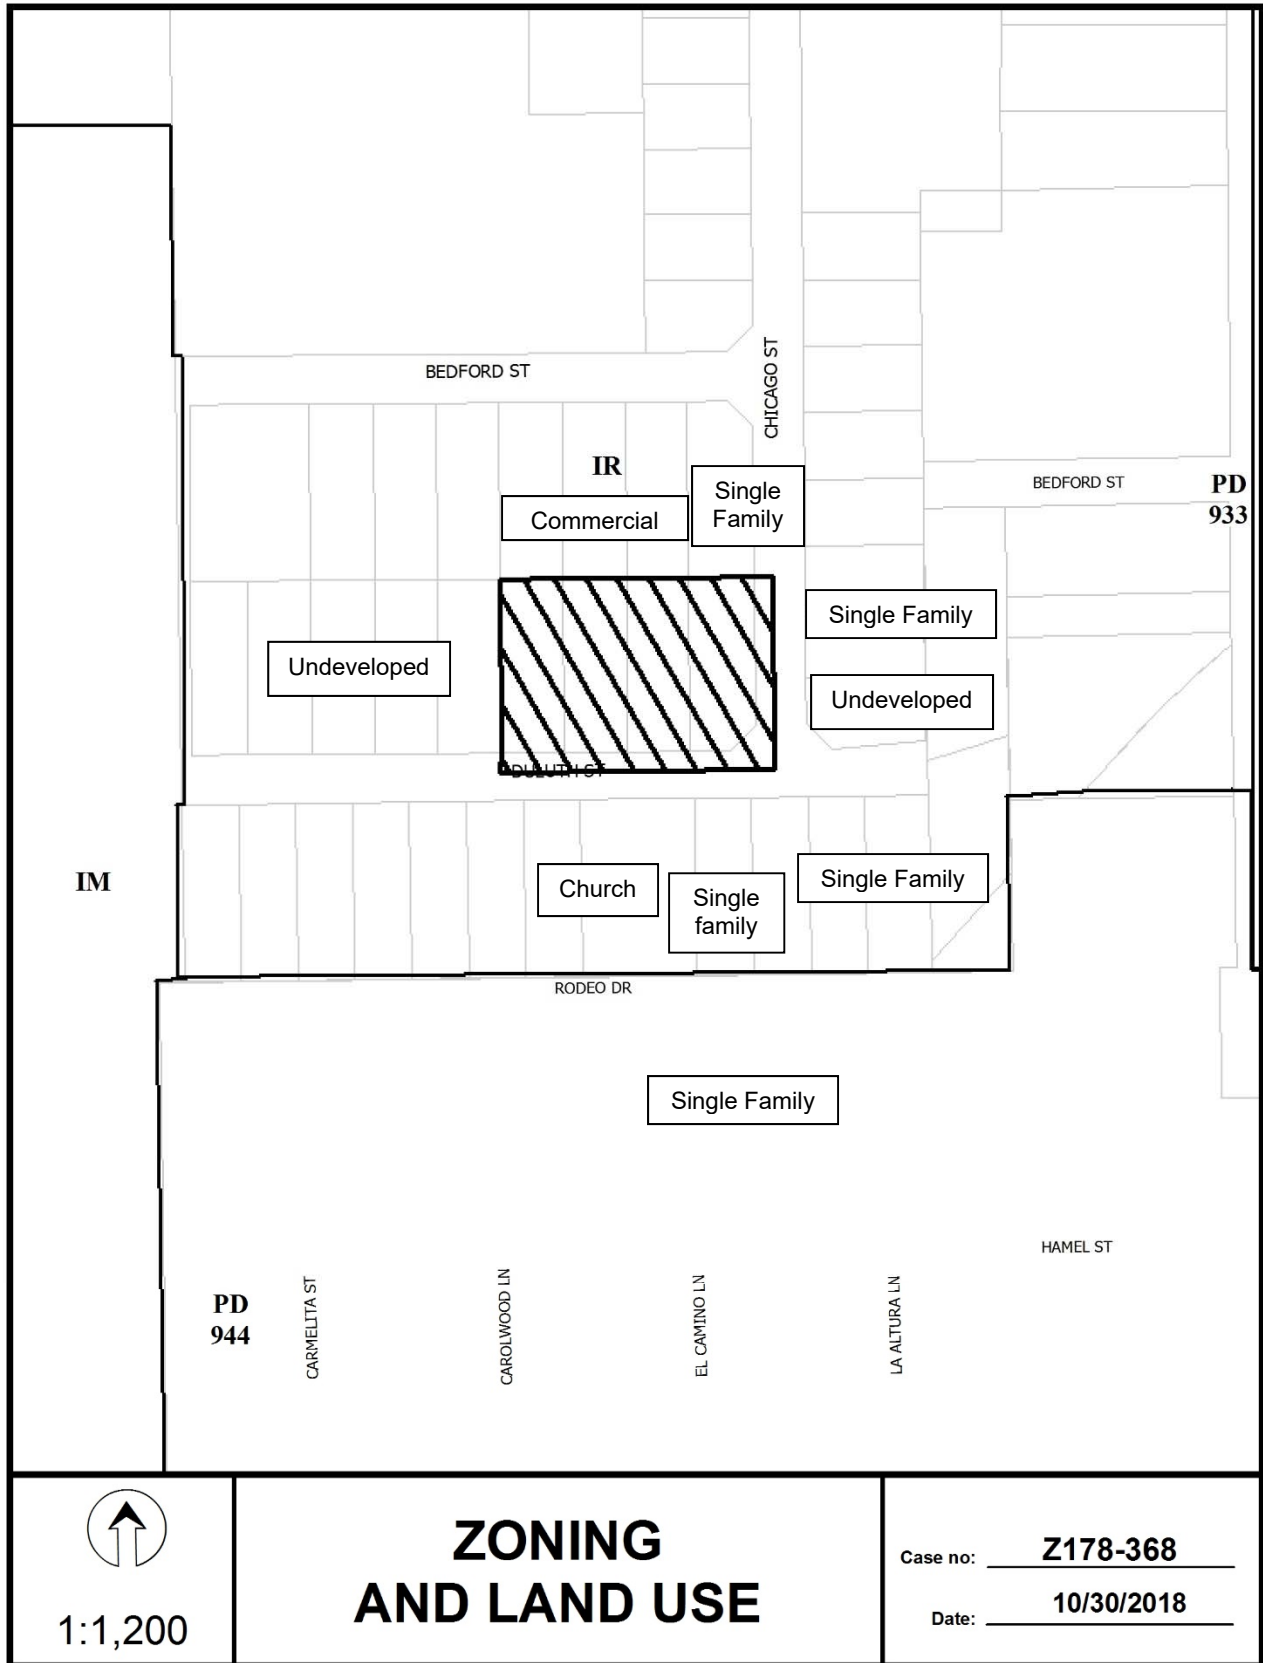 CHICAGO ST
BEDFORD ST
IR
Single
Family
BEDFORD ST
PD
933
Commercial
Single Family
Undeveloped
Undeveloped
DULUTH ST
IM
Church
Single
family
Single Family
RODEO DR
Single Family
HAMEL ST
PD
944
CARMELITA ST
CAROLWOOD LN
EL CAMINO LN
LA ALTURA LN
1:1,200
ZONING
AND LAND USE
Case no: Z178-368
Date: 10/30/2018